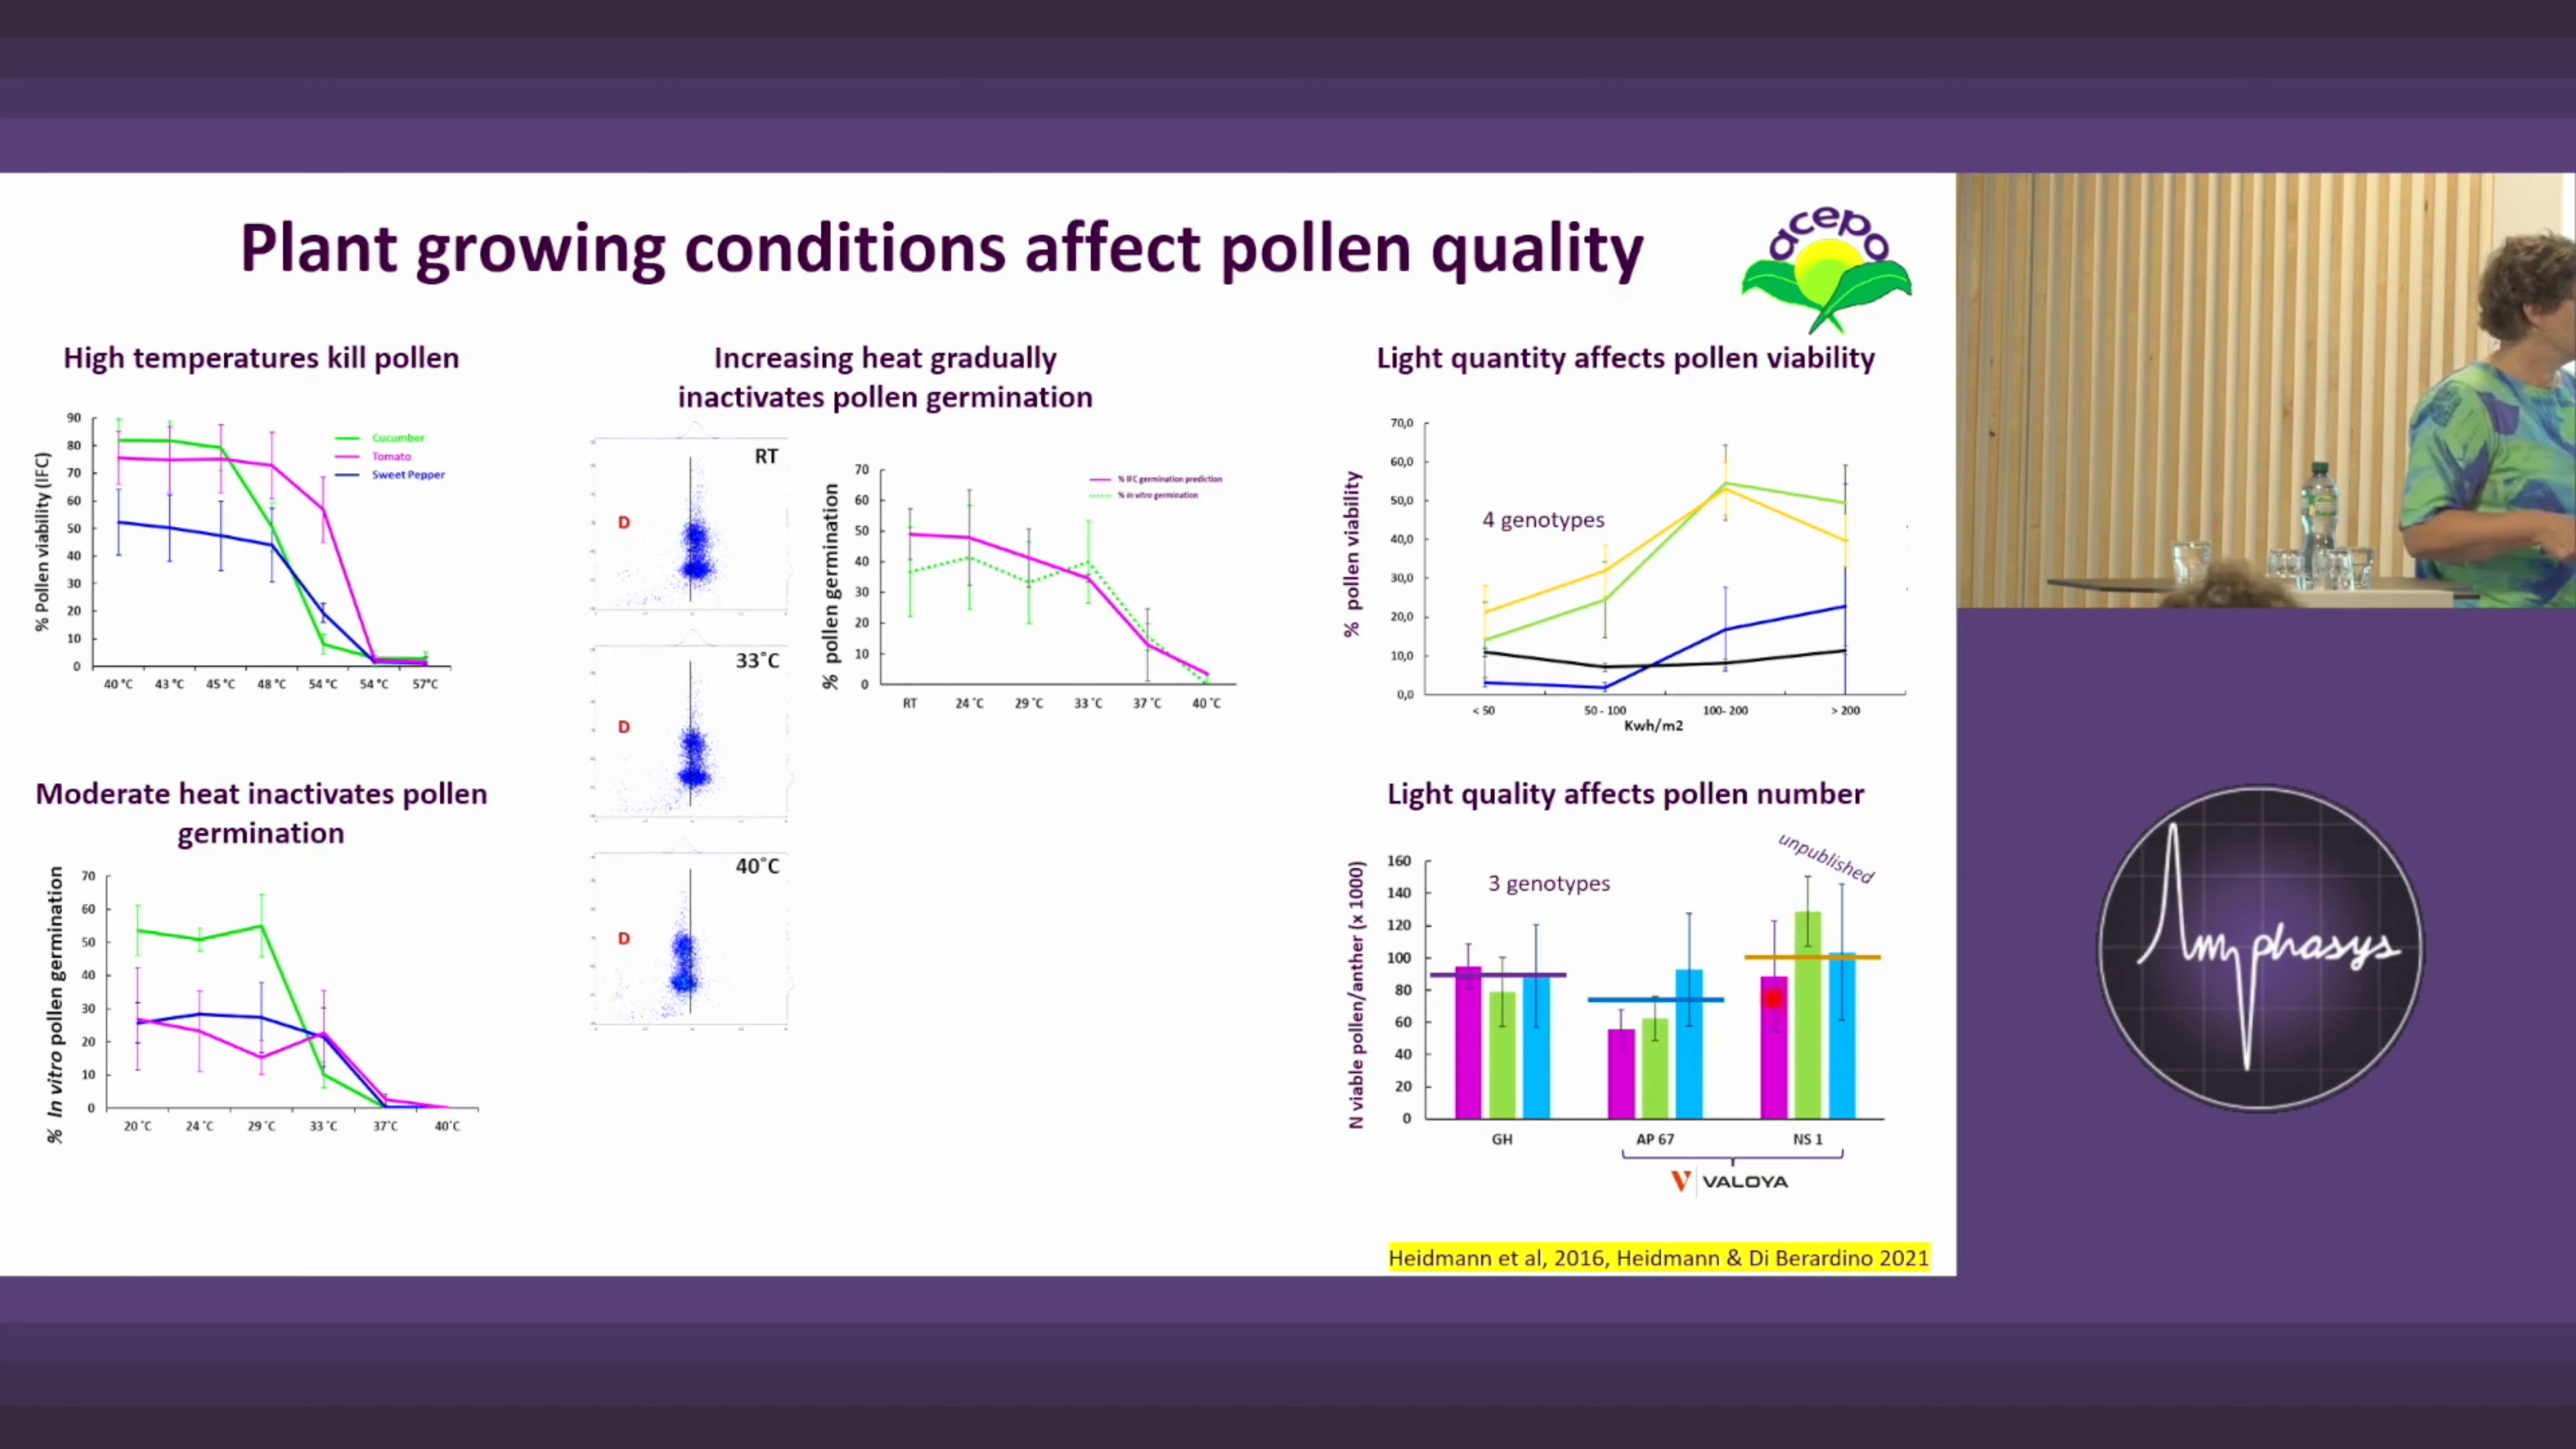 Plant growing conditions affect pollen quality
acepo
High temperatures kill pollen
% Pollen viability (IFC)
90
80
70
60
50
40
30
20
10
0
Cucumber
Tomato
Sweet Pepper
40 °C 43 °C 45 °C 48 °C 54 °C 54 °C 57°C
Moderate heat inactivates pollen
germination
% In vitro pollen germination
70
60
50
40
30
20
10
0
20 °C 24 °C 29 °C 33 °C 37°C 40°C
Increasing heat gradually
inactivates pollen germination
RT
D
33°C
D
40°C
D
% pollen germination
70
60
50
40
30
20
10
0
% IFC germination prediction
% in vitro germination
RT 24 °C 29 °C 33 °C 37 °C 40 °C
Light quantity affects pollen viability
% pollen viability
70,0
60,0
50,0
40,0
30,0
20,0
10,0
0,0
4 genotypes
< 50 50 - 100 100- 200 > 200
Kwh/m2
Light quality affects pollen number
unpublished
N viable pollen/anther (x 1000)
160
140
120
100
80
60
40
20
0
3 genotypes
GH AP 67 NS 1
V VALOYA
Heidmann et al, 2016, Heidmann & Di Berardino 2021
Amphasys